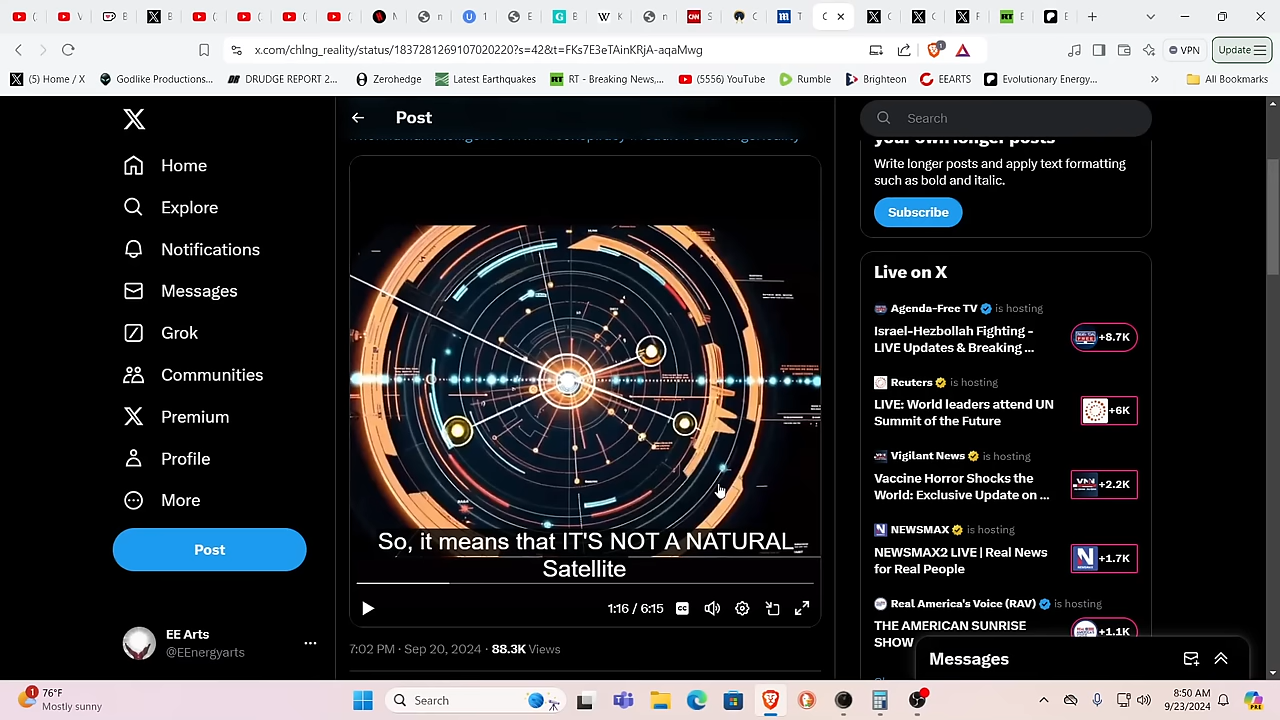 x.com/chlng_reality/status/1837281269107020220?s=42&t=FKs7E3eTAinKRjA-aqaMwg
VPN
Update
(5) Home / X
Godlike Productions...
DRUDGE REPORT 2...
Zerohedge
Latest Earthquakes
RT - Breaking News,...
(5556) YouTube
Rumble
Brighteon
EEARTS
Evolutionary Energy...
All Bookmarks
Home
Explore
Notifications
Messages
Grok
Communities
Premium
Profile
More
Post
EE Arts
@EEnergyarts
Post
So, it means that IT'S NOT A NATURAL
Satellite
1:16 / 6:15
7:02 PM · Sep 20, 2024 · 88.3K Views
Search
your own longer posts
Write longer posts and apply text formatting
such as bold and italic.
Subscribe
Live on X
Agenda-Free TV is hosting
Israel-Hezbollah Fighting -
LIVE Updates & Breaking ...
+8.7K
Reuters is hosting
LIVE: World leaders attend UN
Summit of the Future
+6K
Vigilant News is hosting
Vaccine Horror Shocks the
World: Exclusive Update on ...
+2.2K
NEWSMAX is hosting
NEWSMAX2 LIVE | Real News
for Real People
+1.7K
Real America's Voice (RAV) is hosting
THE AMERICAN SUNRISE
SHOW
+1.1K
Messages
76°F
Mostly sunny
Search
8:50 AM
9/23/2024